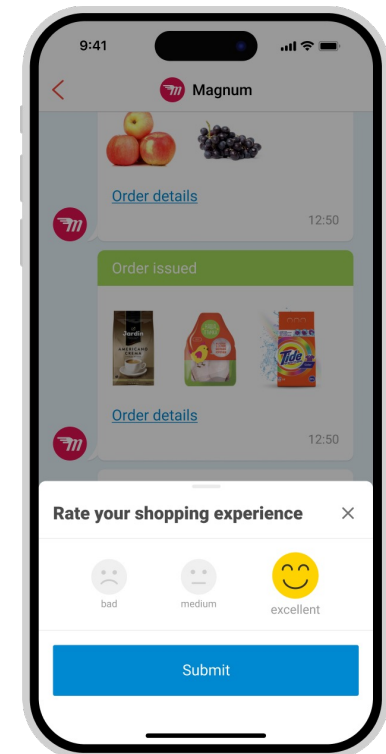 9:41
Magnum
Order details
12:50
Order issued
Jardin
AMERICANO
CREMA
Tide
Order details
12:50
Rate your shopping experience
bad
medium
excellent
Submit